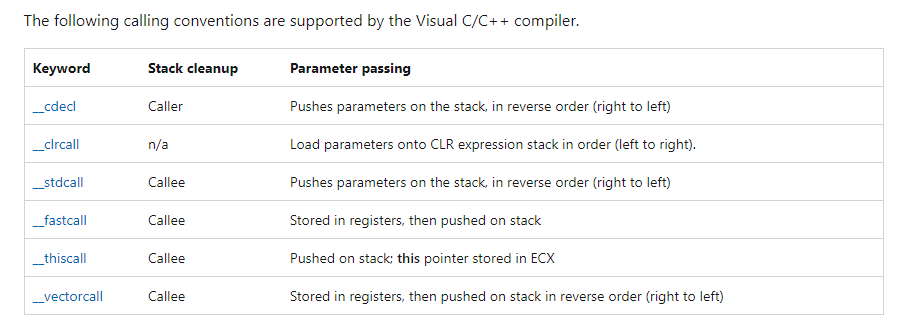 The following calling conventions are supported by the Visual C/C++ compiler.
Keyword Stack cleanup Parameter passing
__cdecl Caller Pushes parameters on the stack, in reverse order (right to left)
__clrcall n/a Load parameters onto CLR expression stack in order (left to right).
__stdcall Callee Pushes parameters on the stack, in reverse order (right to left)
__fastcall Callee Stored in registers, then pushed on stack
__thiscall Callee Pushed on stack; this pointer stored in ECX
__vectorcall Callee Stored in registers, then pushed on stack in reverse order (right to left)